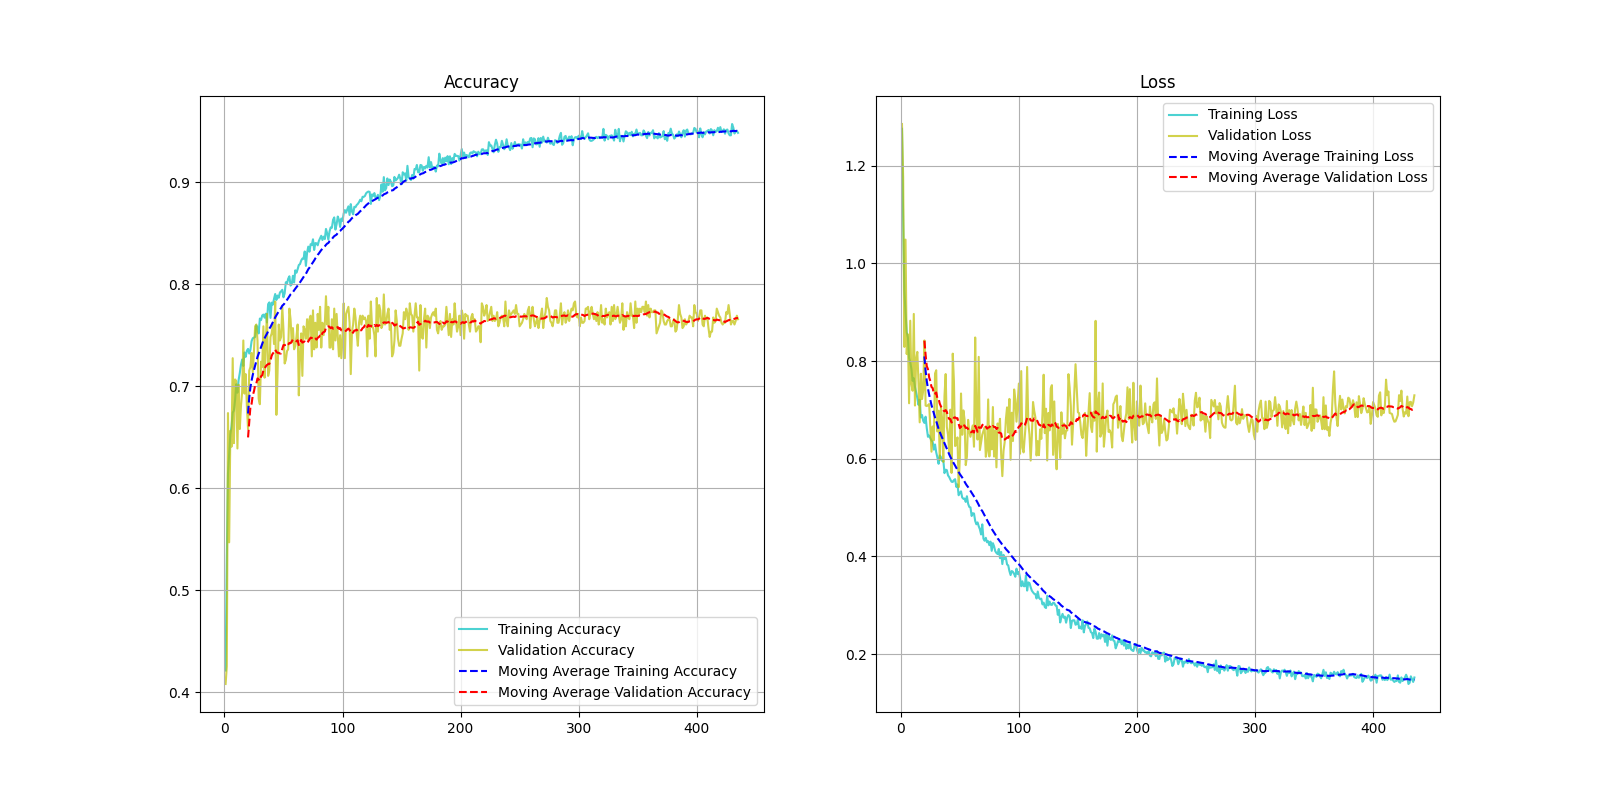 Accuracy
0.9
0.8
0.7
0.6
0.5
0.4
0
100
200
300
400
Training Accuracy
Validation Accuracy
Moving Average Training Accuracy
Moving Average Validation Accuracy
Loss
1.2
1.0
0.8
0.6
0.4
0.2
0
100
200
300
400
Training Loss
Validation Loss
Moving Average Training Loss
Moving Average Validation Loss